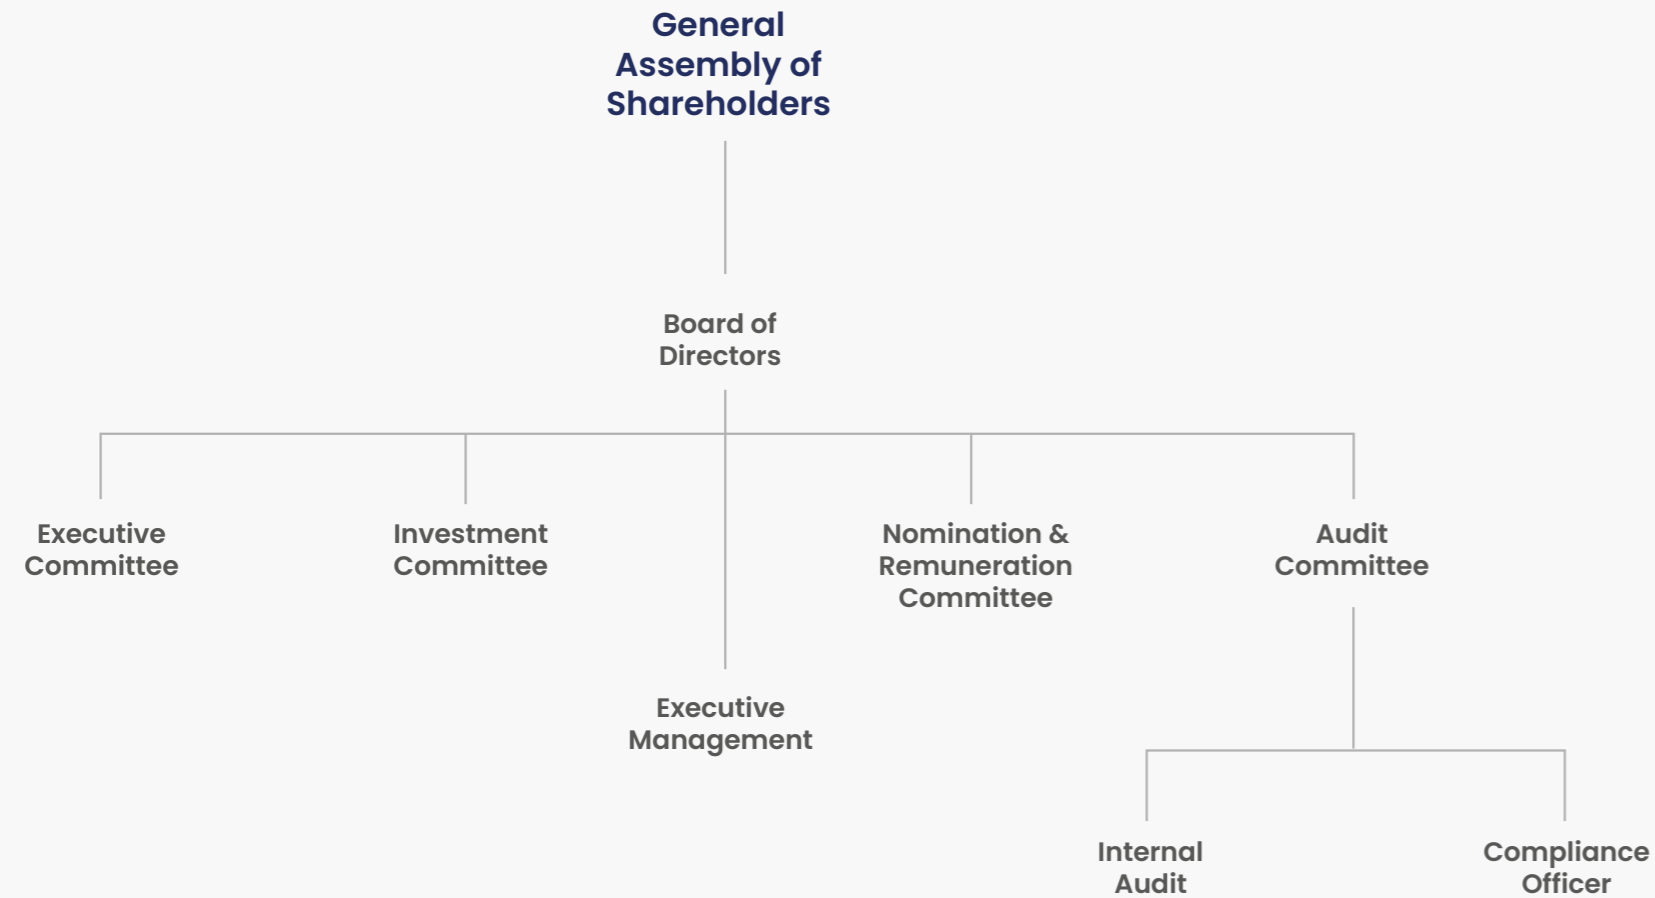 General
Assembly of
Shareholders
Board of
Directors
Executive
Committee
Investment
Committee
Nomination &
Remuneration
Committee
Audit
Committee
Executive
Management
Internal
Audit
Compliance
Officer